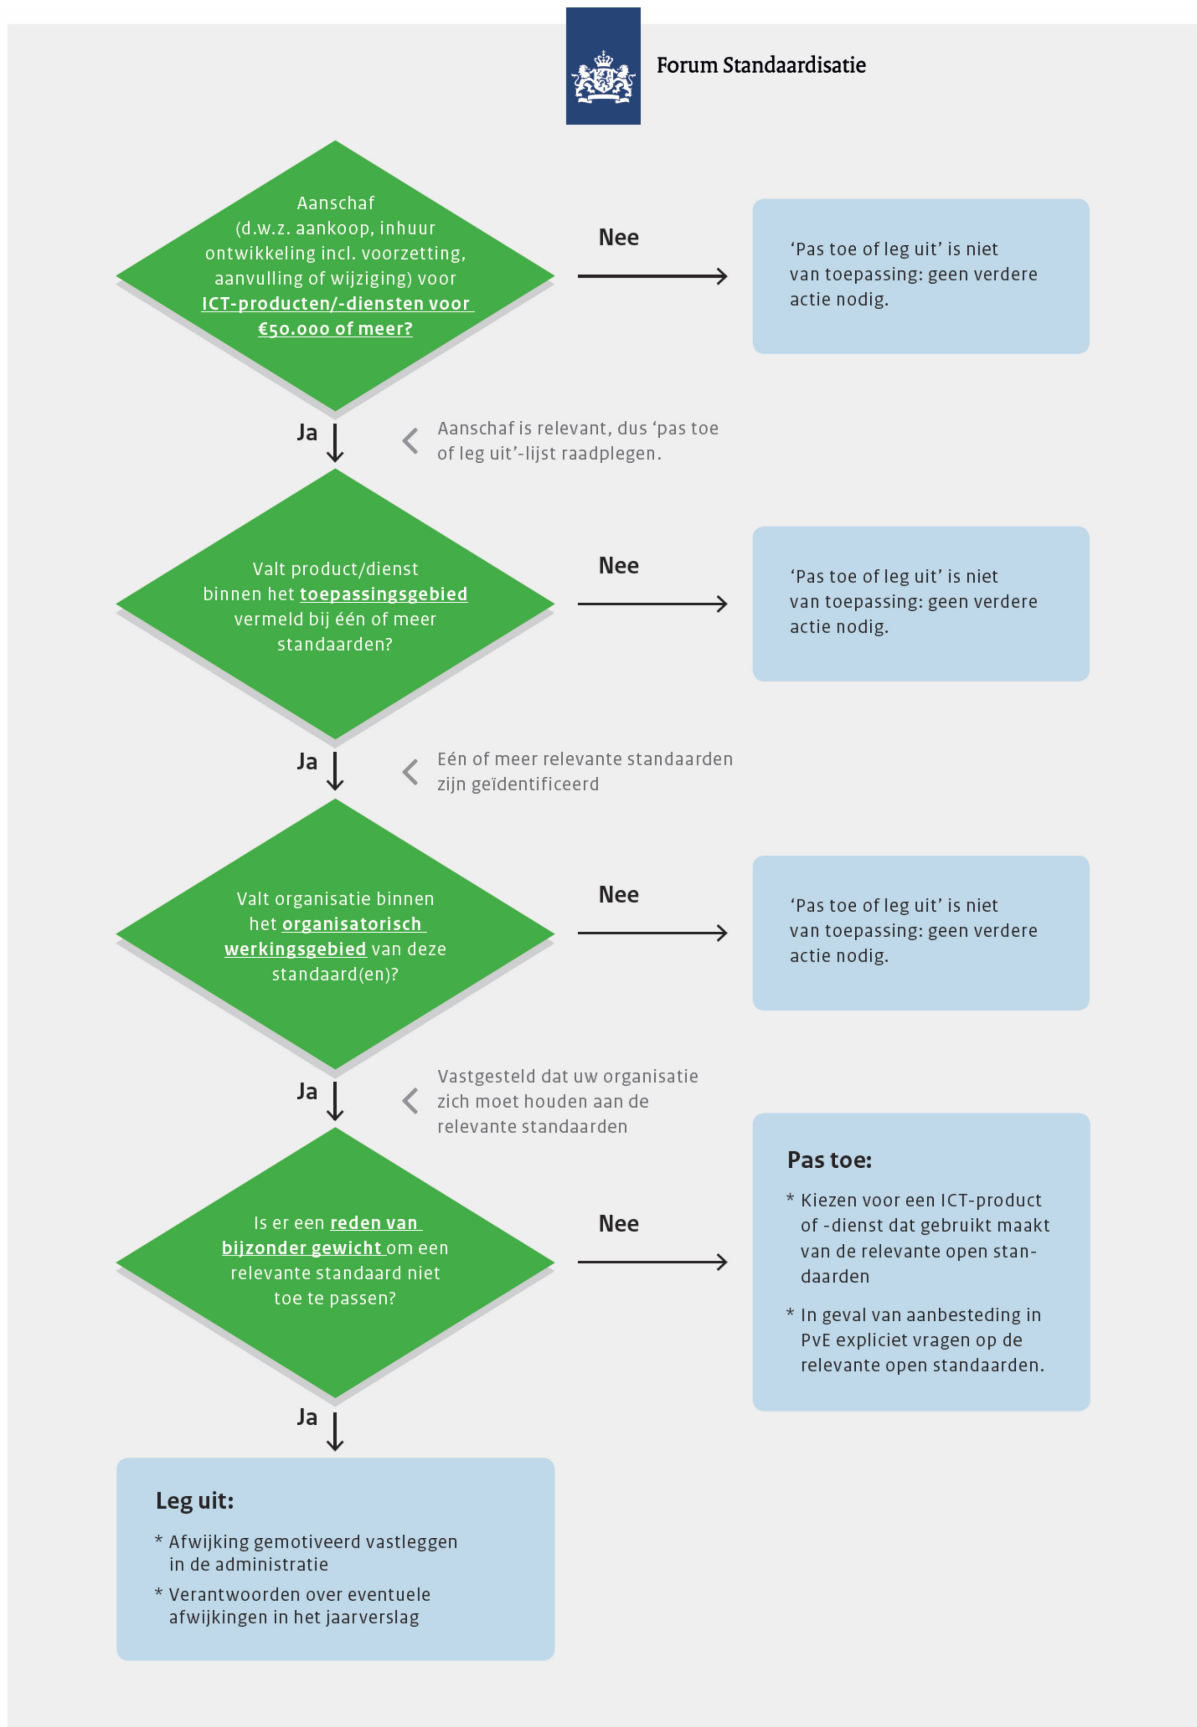 Forum Standaardisatie
Aanschaf
(d.w.z. aankoop, inhuur
ontwikkeling incl. voorzetting,
aanvulling of wijziging) voor
ICT-producten/-diensten voor
€50.000 of meer?
Nee
‘Pas toe of leg uit’ is niet
van toepassing: geen verdere
actie nodig.
Ja
Aanschaf is relevant, dus ‘pas toe
of leg uit’-lijst raadplegen.
Valt product/dienst
binnen het toepassingsgebied
vermeld bij één of meer
standaarden?
Nee
‘Pas toe of leg uit’ is niet
van toepassing: geen verdere
actie nodig.
Ja
Eén of meer relevante standaarden
zijn geïdentificeerd
Valt organisatie binnen
het organisatorisch
werkingsgebied van deze
standaard(en)?
Nee
‘Pas toe of leg uit’ is niet
van toepassing: geen verdere
actie nodig.
Ja
Vastgesteld dat uw organisatie
zich moet houden aan de
relevante standaarden
Is er een reden van
bijzonder gewicht om een
relevante standaard niet
toe te passen?
Nee
Pas toe:
* Kiezen voor een ICT-product
of -dienst dat gebruikt maakt
van de relevante open stan-
daarden
* In geval van aanbesteding in
PvE expliciet vragen op de
relevante open standaarden.
Ja
Leg uit:
* Afwijking gemotiveerd vastleggen
in de administratie
* Verantwoorden over eventuele
afwijkingen in het jaarverslag